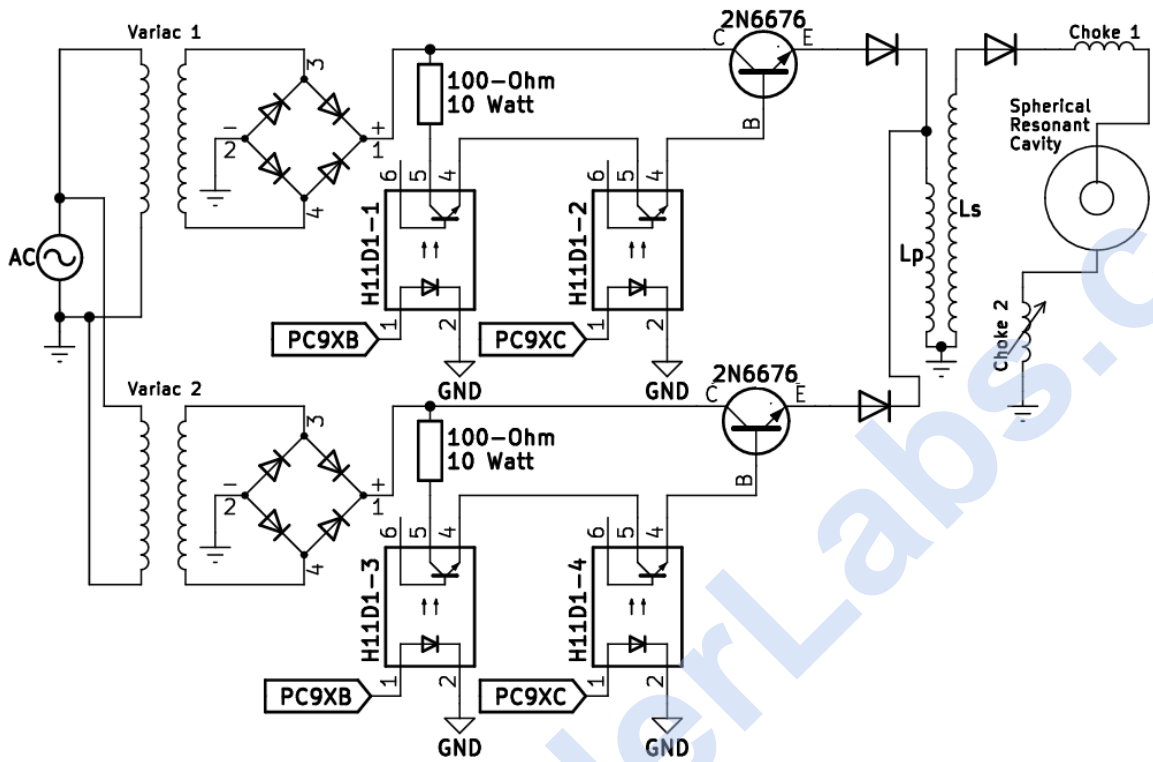 Variac 1
3
-
2
+
1
4
AC
100-Ohm
10 Watt
2N6676
C
E
B
6
5
4
H11D1-1
1
2
PC9XB
GND
6
5
4
H11D1-2
1
2
PC9XC
GND
Choke 1
Spherical
Resonant
Cavity
Lp
Ls
Choke 2
Variac 2
3
-
2
+
1
4
100-Ohm
10 Watt
2N6676
C
E
B
6
5
4
H11D1-3
1
2
PC9XB
GND
6
5
4
H11D1-4
1
2
PC9XC
GND